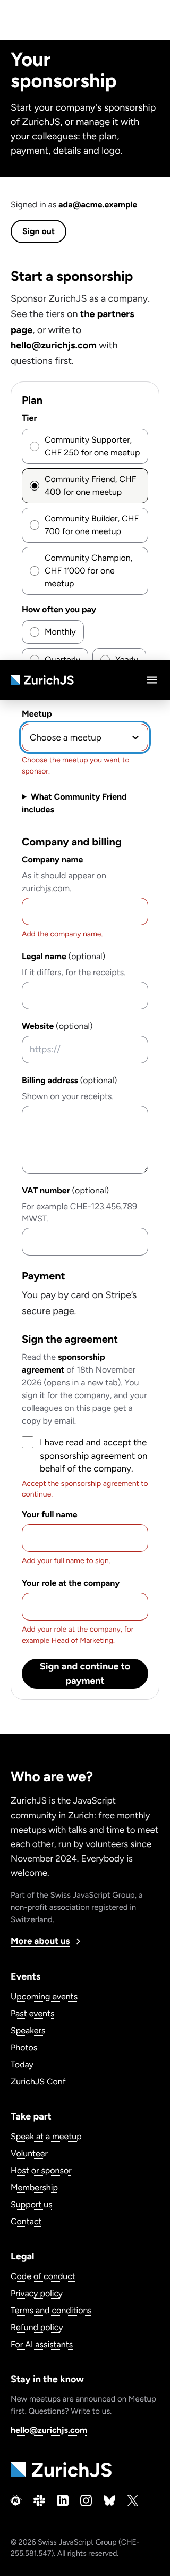 Your
sponsorship
Start your company's sponsorship
of ZurichJS, or manage it with
your colleagues: the plan,
payment, details and logo.
Signed in as ada@acme.example
Sign out
Start a sponsorship
Sponsor ZurichJS as a company.
See the tiers on the partners
page, or write to
hello@zurichjs.com with
questions first.
Plan
Tier
Community Supporter,
CHF 250 for one meetup
Community Friend, CHF
400 for one meetup
Community Builder, CHF
700 for one meetup
Community Champion,
CHF 1'000 for one
meetup
How often you pay
Monthly
Quarterly
Yearly
ZurichJS
Meetup
Choose a meetup
Choose the meetup you want to
sponsor.
What Community Friend
includes
Company and billing
Company name
As it should appear on
zurichjs.com.
Add the company name.
Legal name (optional)
If it differs, for the receipts.
Website (optional)
https://
Billing address (optional)
Shown on your receipts.
VAT number (optional)
For example CHE-123.456.789
MWST.
Payment
You pay by card on Stripe's
secure page.
Sign the agreement
Read the sponsorship
agreement of 18th November
2026 (opens in a new tab). You
sign it for the company, and your
colleagues on this page get a
copy by email.
I have read and accept the
sponsorship agreement on
behalf of the company.
Accept the sponsorship agreement to
continue.
Your full name
Add your full name to sign.
Your role at the company
Add your role at the company, for
example Head of Marketing.
Sign and continue to
payment
Who are we?
ZurichJS is the JavaScript
community in Zurich: free monthly
meetups with talks and time to meet
each other, run by volunteers since
November 2024. Everybody is
welcome.
Part of the Swiss JavaScript Group, a
non-profit association registered in
Switzerland.
More about us
Events
Upcoming events
Past events
Speakers
Photos
Today
ZurichJS Conf
Take part
Speak at a meetup
Volunteer
Host or sponsor
Membership
Support us
Contact
Legal
Code of conduct
Privacy policy
Terms and conditions
Refund policy
For AI assistants
Stay in the know
New meetups are announced on Meetup
first. Questions? Write to us.
hello@zurichjs.com
ZurichJS
© 2026 Swiss JavaScript Group (CHE-
255.581.547). All rights reserved.